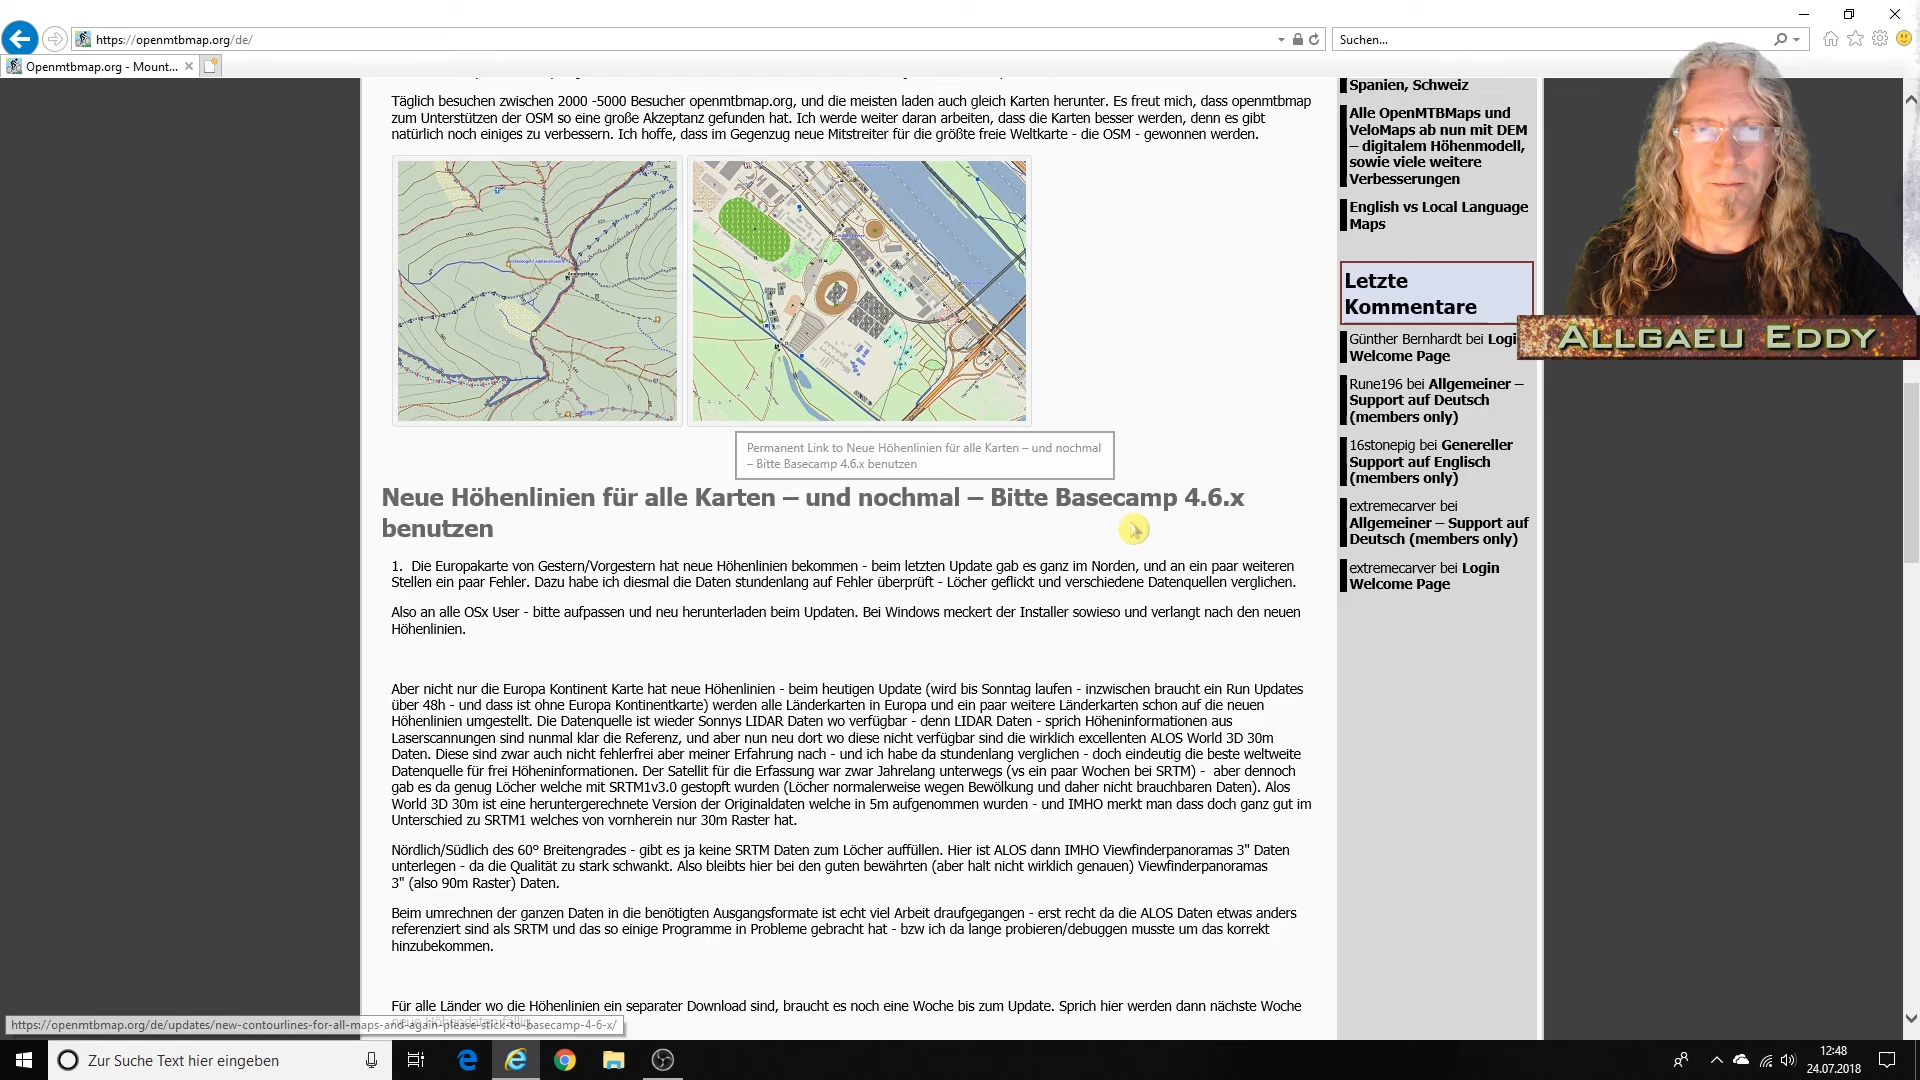 https://openmtbmap.org/de/
Suchen...
Openmtbmap.org - Mount...
Täglich besuchen zwischen 2000 -5000 Besucher openmtbmap.org, und die meisten laden auch gleich Karten herunter. Es freut mich, dass openmtbmap
zum Unterstützen der OSM so eine große Akzeptanz gefunden hat. Ich werde weiter daran arbeiten, dass die Karten besser werden, denn es gibt
natürlich noch einiges zu verbessern. Ich hoffe, dass im Gegenzug neue Mitstreiter für die größte freie Weltkarte - die OSM - gewonnen werden.
Permanent Link to Neue Höhenlinien für alle Karten – und nochmal
– Bitte Basecamp 4.6.x benutzen
Neue Höhenlinien für alle Karten – und nochmal – Bitte Basecamp 4.6.x
benutzen
1. Die Europakarte von Gestern/Vorgestern hat neue Höhenlinien bekommen - beim letzten Update gab es ganz im Norden, und an ein paar weiteren
Stellen ein paar Fehler. Dazu habe ich diesmal die Daten stundenlang auf Fehler überprüft - Löcher geflickt und verschiedene Datenquellen verglichen.
Also an alle OSx User - bitte aufpassen und neu herunterladen beim Updaten. Bei Windows meckert der Installer sowieso und verlangt nach den neuen
Höhenlinien.
Aber nicht nur die Europa Kontinent Karte hat neue Höhenlinien - beim heutigen Update (wird bis Sonntag laufen - inzwischen braucht ein Run Updates
über 48h - und dass ist ohne Europa Kontinentkarte) werden alle Länderkarten in Europa und ein paar weitere Länderkarten schon auf die neuen
Höhenlinien umgestellt. Die Datenquelle ist wieder Sonnys LIDAR Daten wo verfügbar - denn LIDAR Daten - sprich Höheninformationen aus
Laserscannungen sind nunmal klar die Referenz, und aber nun neu dort wo diese nicht verfügbar sind die wirklich excellenten ALOS World 3D 30m
Daten. Diese sind zwar auch nicht fehlerfrei aber meiner Erfahrung nach - und ich habe da stundenlang verglichen - doch eindeutig die beste weltweite
Datenquelle für frei Höheninformationen. Der Satellit für die Erfassung war zwar Jahrelang unterwegs (vs ein paar Wochen bei SRTM) - aber dennoch
gab es da genug Löcher welche mit SRTM1v3.0 gestopft wurden (Löcher normalerweise wegen Bewölkung und daher nicht brauchbaren Daten). Alos
World 3D 30m ist eine heruntergerechnete Version der Originaldaten welche in 5m aufgenommen wurden - und IMHO merkt man dass doch ganz gut im
Unterschied zu SRTM1 welches von vornherein nur 30m Raster hat.
Nördlich/Südlich des 60° Breitengrades - gibt es ja keine SRTM Daten zum Löcher auffüllen. Hier ist ALOS dann IMHO Viewfinderpanoramas 3" Daten
unterlegen - da die Qualität zu stark schwankt. Also bleibts hier bei den guten bewährten (aber halt nicht wirklich genauen) Viewfinderpanoramas
3" (also 90m Raster) Daten.
Beim umrechnen der ganzen Daten in die benötigten Ausgangsformate ist echt viel Arbeit draufgegangen - erst recht da die ALOS Daten etwas anders
referenziert sind als SRTM und das so einige Programme in Probleme gebracht hat - bzw ich da lange probieren/debuggen musste um das korrekt
hinzubekommen.
Für alle Länder wo die Höhenlinien ein separater Download sind, braucht es noch eine Woche bis zum Update. Sprich hier werden dann nächste Woche
https://openmtbmap.org/de/updates/new-contourlines-for-all-maps-and-again-please-stick-to-basecamp-4-6-x/
Spanien, Schweiz
Alle OpenMTBMaps und
VeloMaps ab nun mit DEM
– digitalem Höhenmodell,
sowie viele weitere
Verbesserungen
English vs Local Language
Maps
Letzte
Kommentare
Günther Bernhardt bei Logi
Welcome Page
Rune196 bei Allgemeiner –
Support auf Deutsch
(members only)
16stonepig bei Genereller
Support auf Englisch
(members only)
extremecarver bei
Allgemeiner – Support auf
Deutsch (members only)
extremecarver bei Login
Welcome Page
ALLGAEU EDDY
Zur Suche Text hier eingeben
12:48
24.07.2018